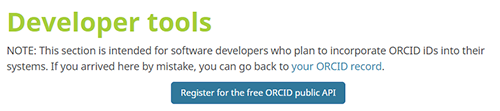 Developer tools
NOTE: This section is intended for software developers who plan to incorporate ORCID iDs into their
systems. If you arrived here by mistake, you can go back to your ORCID record.
Register for the free ORCID public API